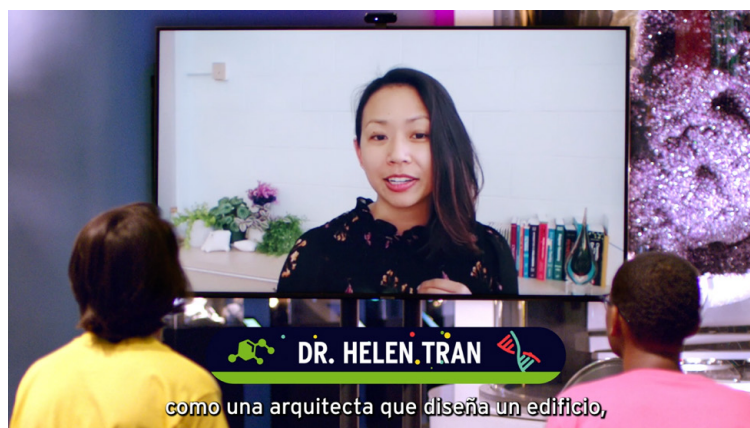 DR. HELEN TRAN
como una arquitecta que diseña un edificio,